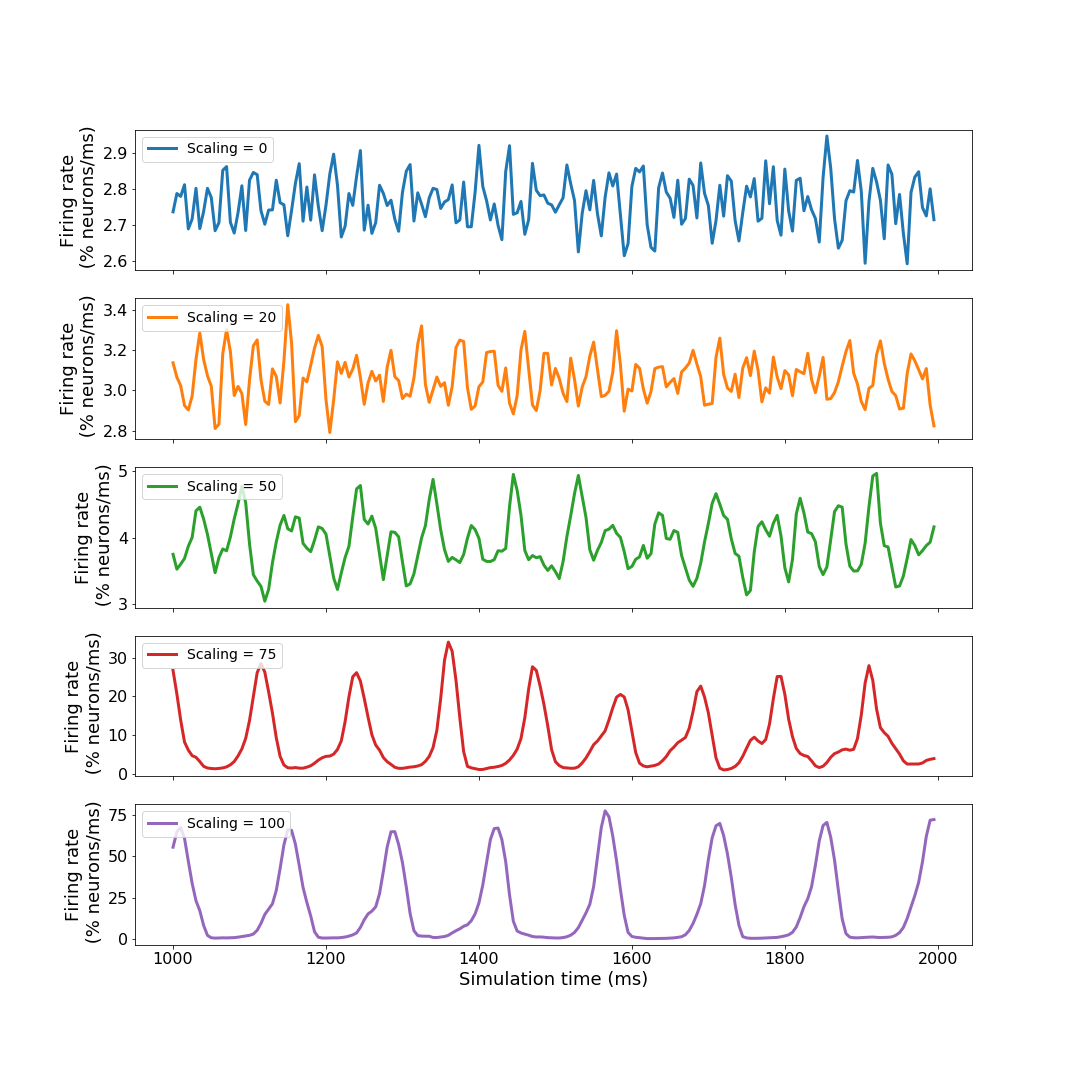 Firing rate
(% neurons/ms)
2.9
2.8
2.7
2.6
Scaling = 0
Firing rate
(% neurons/ms)
3.4
3.2
3.0
2.8
Scaling = 20
Firing rate
(% neurons/ms)
5
4
3
Scaling = 50
Firing rate
(% neurons/ms)
30
20
10
0
Scaling = 75
Firing rate
(% neurons/ms)
75
50
25
0
Scaling = 100
1000 1200 1400 1600 1800 2000
Simulation time (ms)